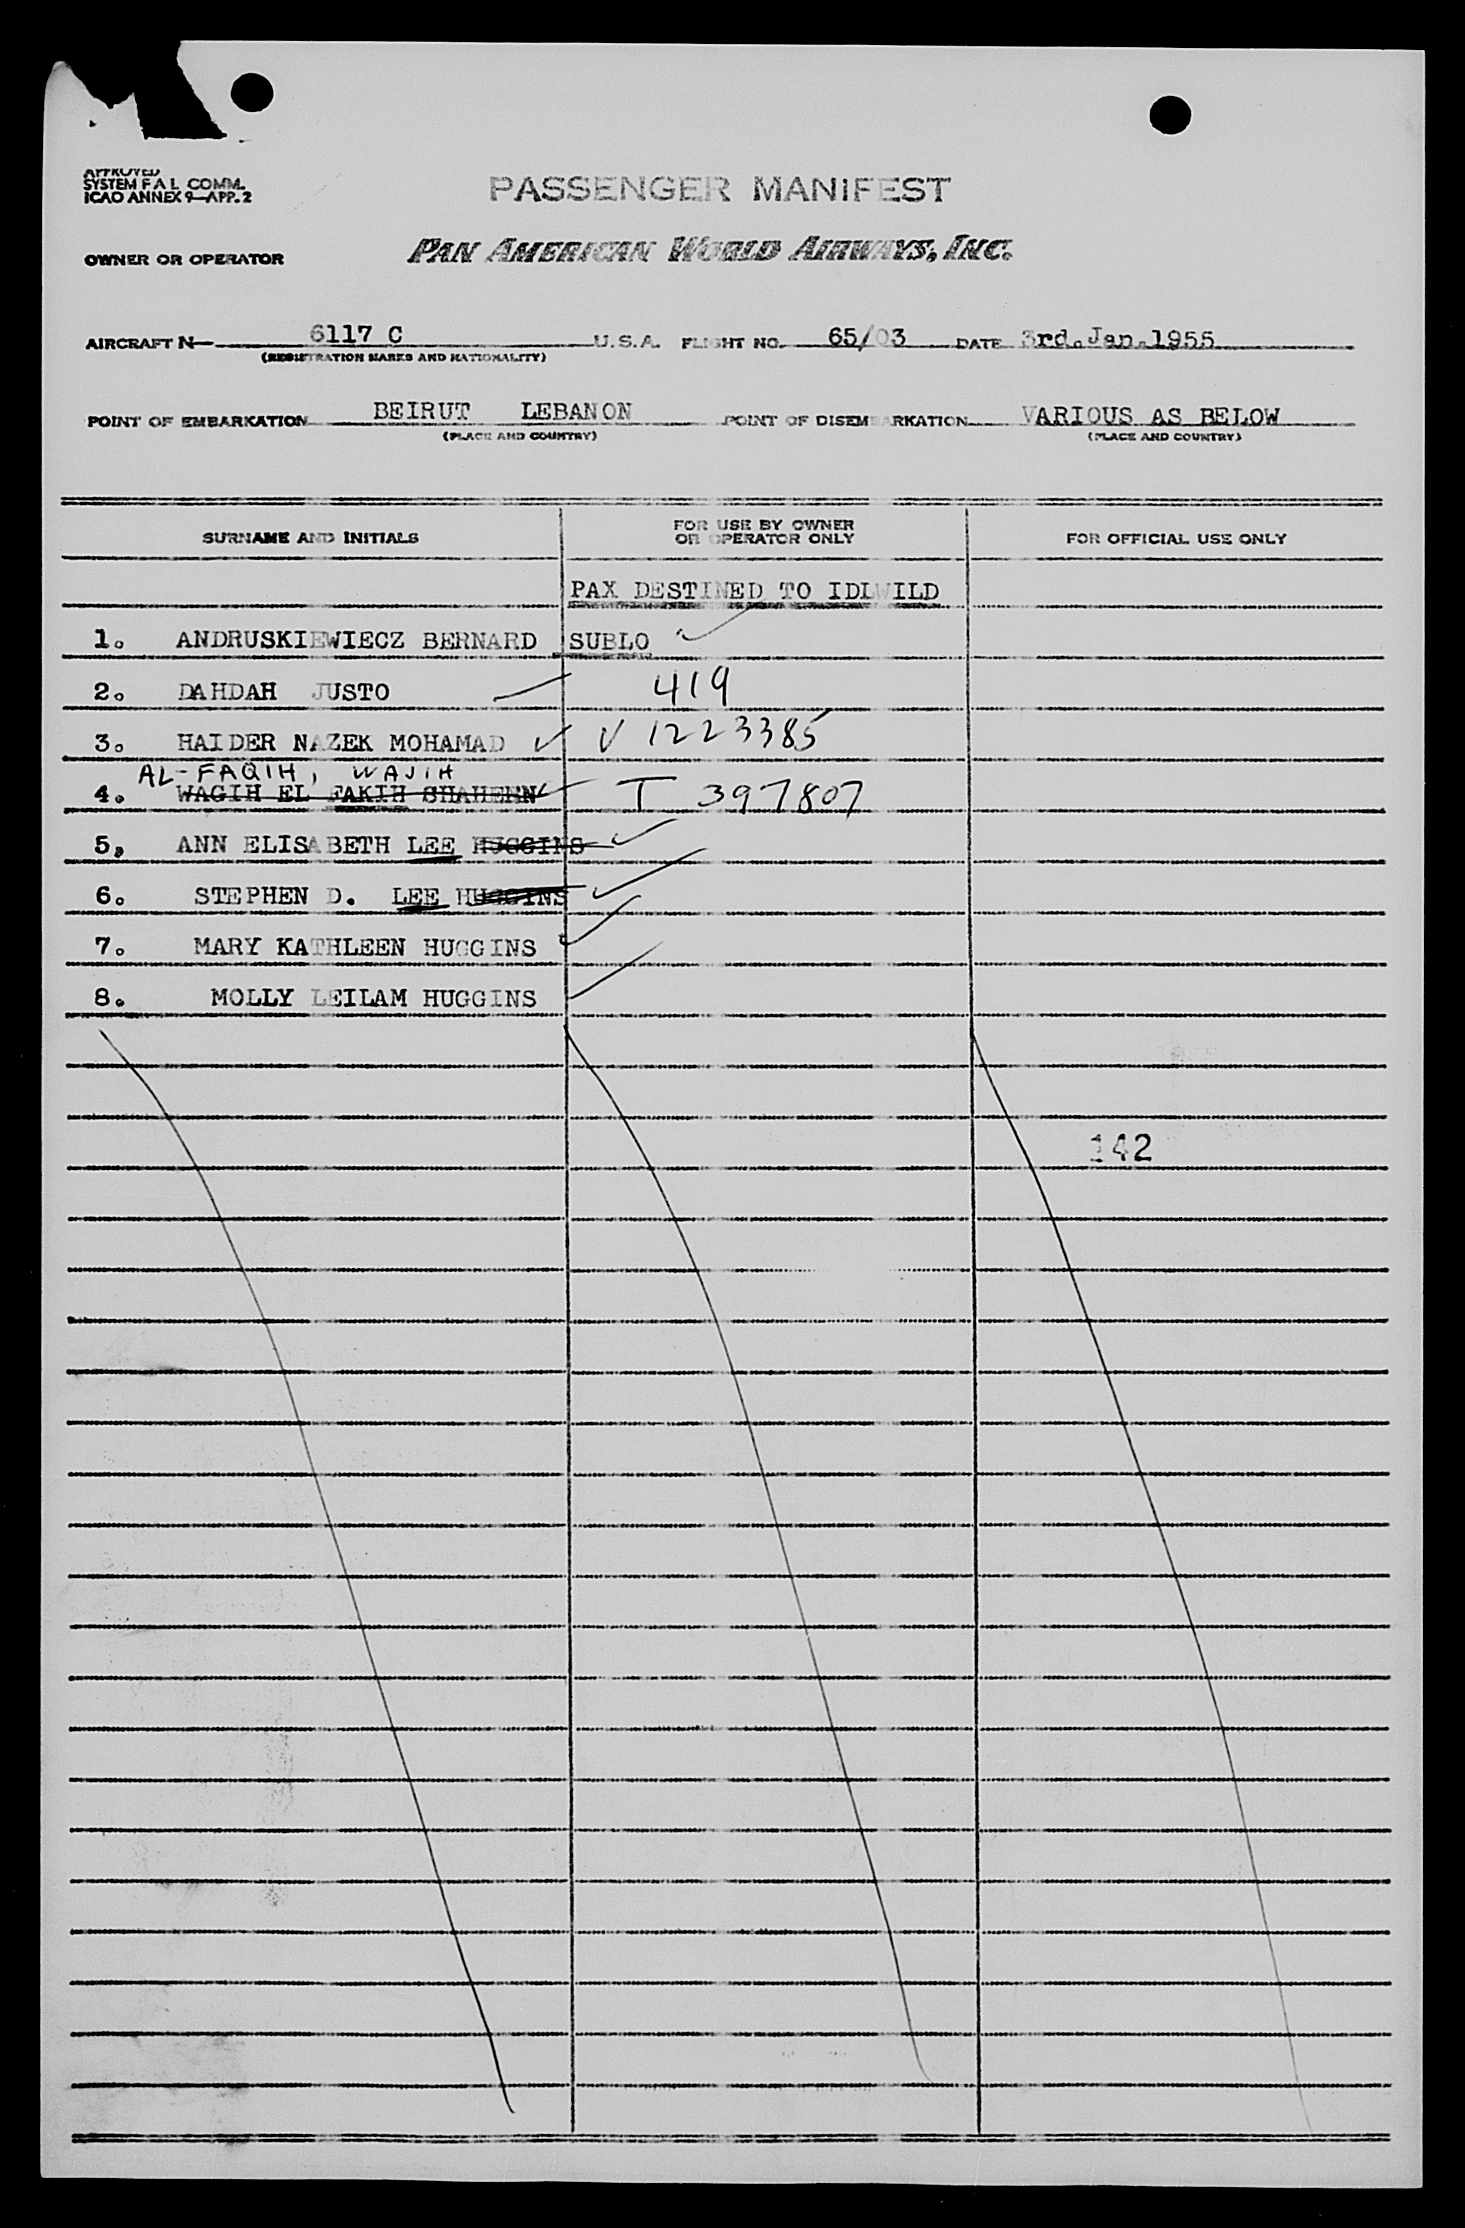 APPROVED
SYSTEM F A L COMM.
ICAO ANNEX 9—APP. 2
PASSENGER MANIFEST
OWNER OR OPERATOR PAN AMERICAN WORLD AIRWAYS, INC.
AIRCRAFT N— 6117 C U.S.A. FLIGHT NO. 65/03 DATE 3rd. Jan. 1955
(REGISTRATION MARKS AND NATIONALITY)
POINT OF EMBARKATION BEIRUT LEBANON POINT OF DISEMBARKATION VARIOUS AS BELOW
(PLACE AND COUNTRY) (PLACE AND COUNTRY)
SURNAME AND INITIALS FOR USE BY OWNER OR OPERATOR ONLY FOR OFFICIAL USE ONLY
PAX DESTINED TO IDLWILD
1. ANDRUSKIEWIECZ BERNARD SUBLO
2. DAHDAH JUSTO 419
3. HAIDER NAZEK MOHAMAD V 1223385
AL-FAQIH, WAJIH
4. WAGIH EL FAKIH SHAHEEN T 397807
5. ANN ELISABETH LEE HUGGINS
6. STEPHEN D. LEE HUGGINS
7. MARY KATHLEEN HUGGINS
8. MOLLY LEILAM HUGGINS
142